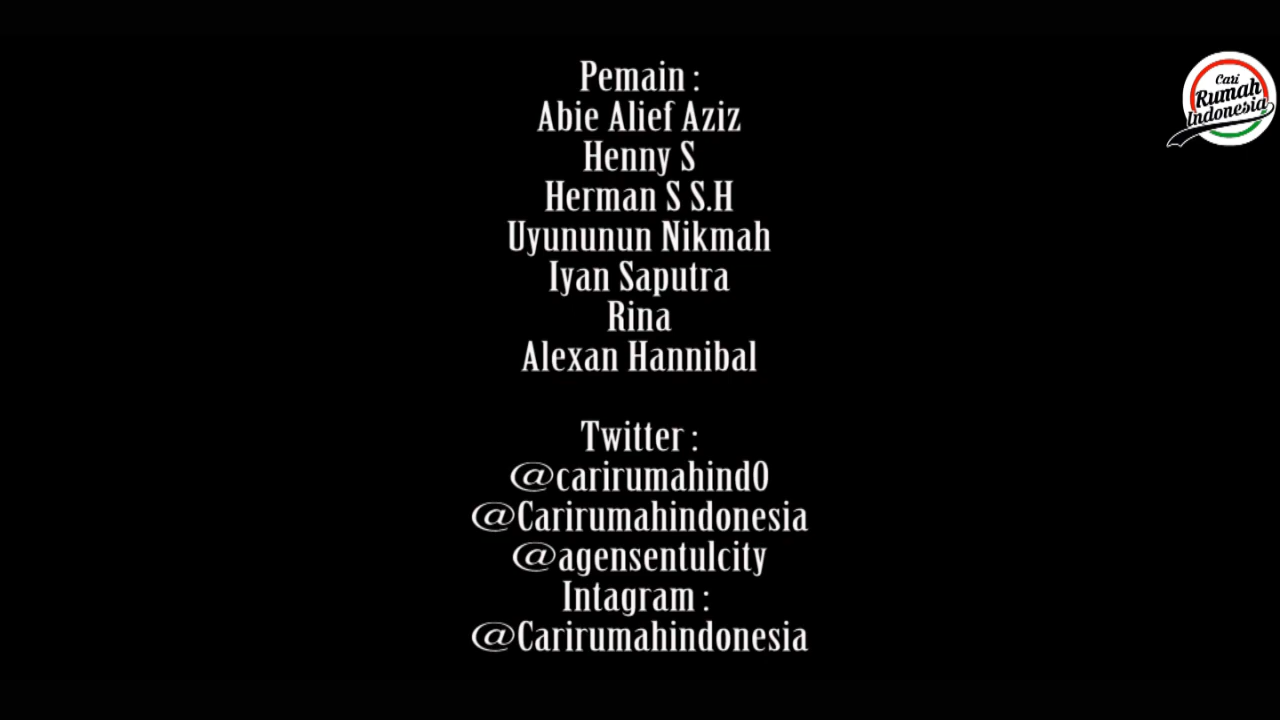 Pemain :
Abie Alief Aziz
Henny S
Herman S S.H
Uyununun Nikmah
Iyan Saputra
Rina
Alexan Hannibal
Twitter :
@carirumahind0
@Carirumahindonesia
@agensentulcity
Intagram :
@Carirumahindonesia
Cari
Rumah
Indonesia